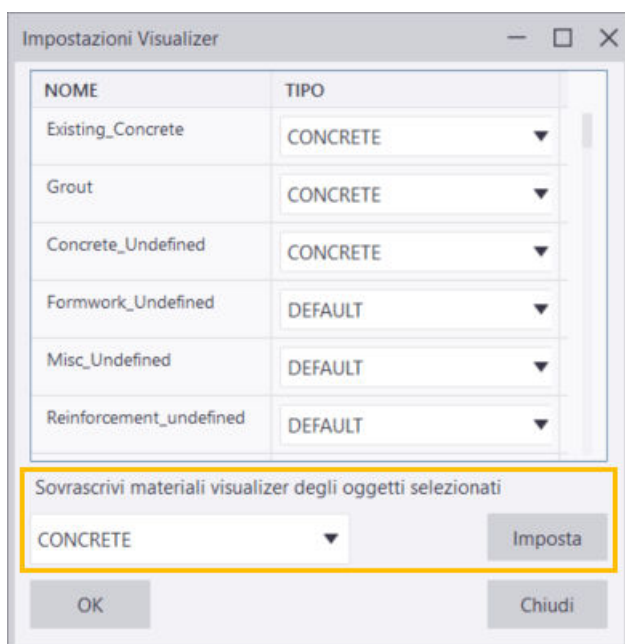 Impostazioni Visualizer
NOME TIPO
Existing_Concrete CONCRETE
Grout CONCRETE
Concrete_Undefined CONCRETE
Formwork_Undefined DEFAULT
Misc_Undefined DEFAULT
Reinforcement_undefined DEFAULT
Sovrascrivi materiali visualizer degli oggetti selezionati
CONCRETE Imposta
OK Chiudi